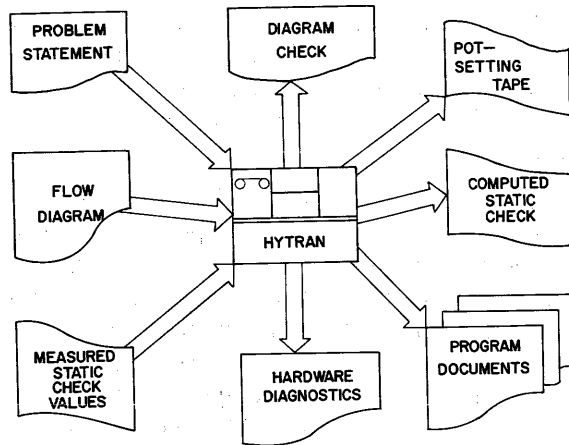 PROBLEM
STATEMENT
DIAGRAM
CHECK
POT-
SETTING
TAPE
FLOW
DIAGRAM
HYTRAN
COMPUTED
STATIC
CHECK
MEASURED
STATIC
CHECK
VALUES
HARDWARE
DIAGNOSTICS
PROGRAM
DOCUMENTS